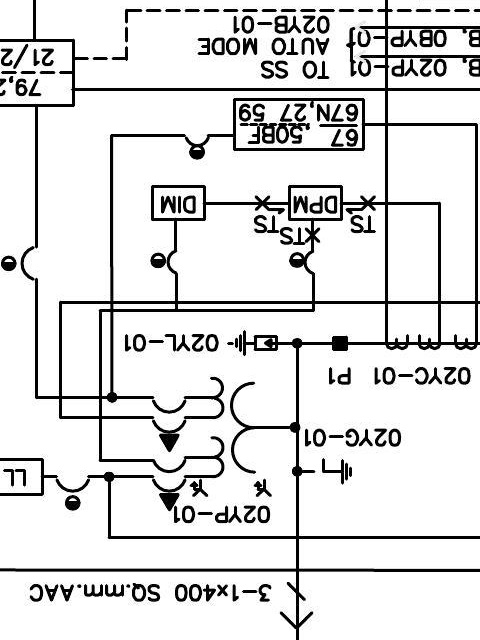 3-1x400 SQ.mm.AAC
02YP-01
LL
02YG-01
02YC-01
P1
02YL-01
TS
TS
TS
DPM
DIM
67 ,50BF
67N,27 59
79,2
21/2
TO SS
AUTO MODE
02YB-01
02YP-01
0BYP-01